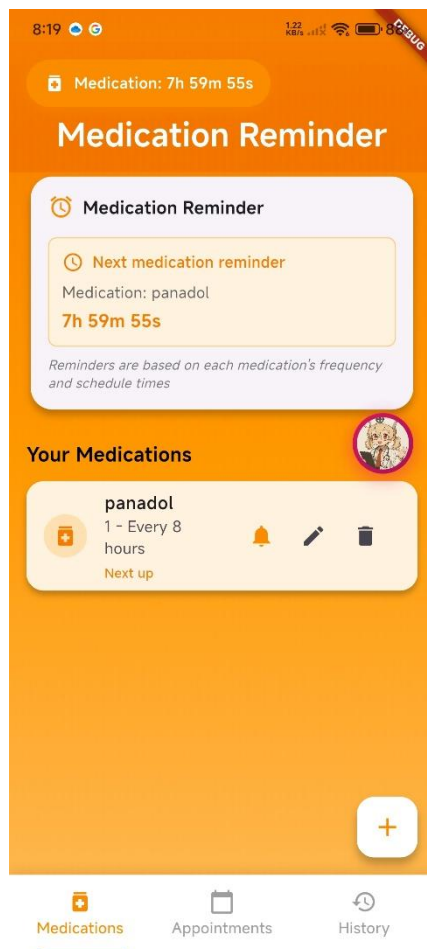 8:19
1.22
KB/s
DEBUG
Medication: 7h 59m 55s
Medication Reminder
Medication Reminder
Next medication reminder
Medication: panadol
7h 59m 55s
Reminders are based on each medication's frequency
and schedule times
Your Medications
panadol
1 - Every 8
hours
Next up
Medications
Appointments
History